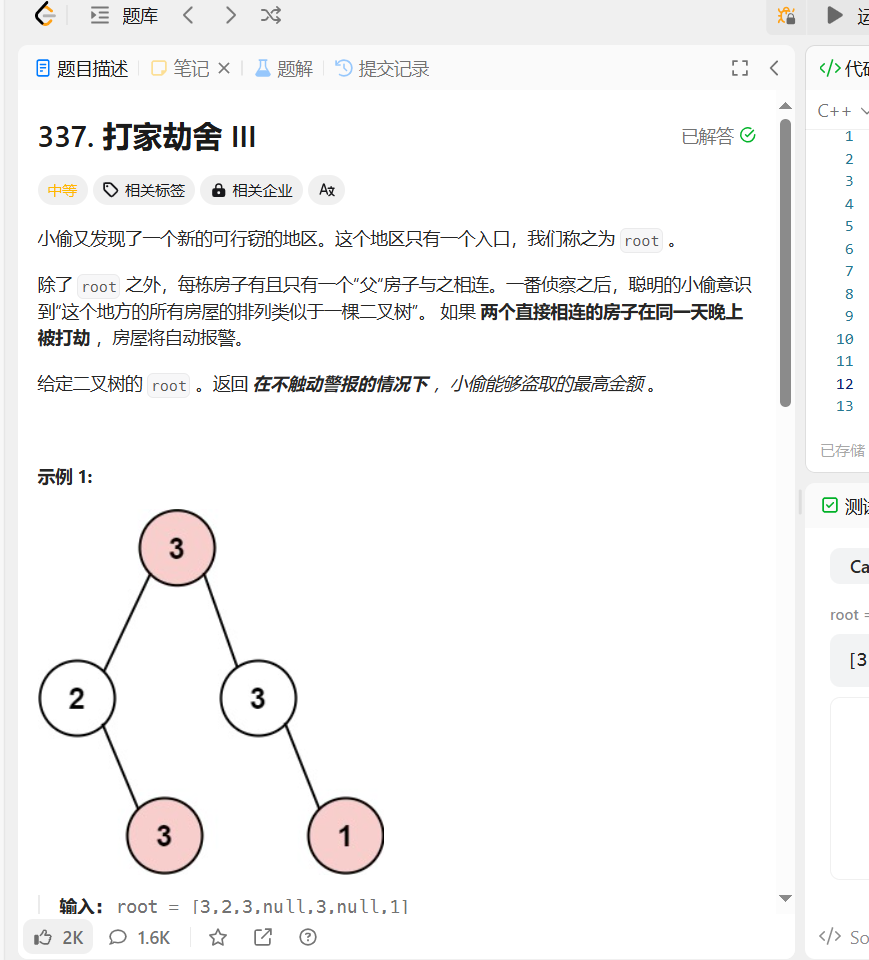 题库
运
题目描述 笔记 题解 提交记录
代码
337. 打家劫舍 III
已解答
中等 相关标签 相关企业
小偷又发现了一个新的可行窃的地区。这个地区只有一个入口，我们称之为 root 。
除了 root 之外，每栋房子有且只有一个“父“房子与之相连。一番侦察之后，聪明的小偷意识
到“这个地方的所有房屋的排列类似于一棵二叉树”。 如果 两个直接相连的房子在同一天晚上
被打劫 ，房屋将自动报警。
给定二叉树的 root 。返回 在不触动警报的情况下 ，小偷能够盗取的最高金额 。
示例 1:
3
2
3
3
1
输入： root = [3,2,3,null,3,null,1]
2K 1.6K
C++
1
2
3
4
5
6
7
8
9
10
11
12
13
已存储
测试
Ca
root =
[3
So